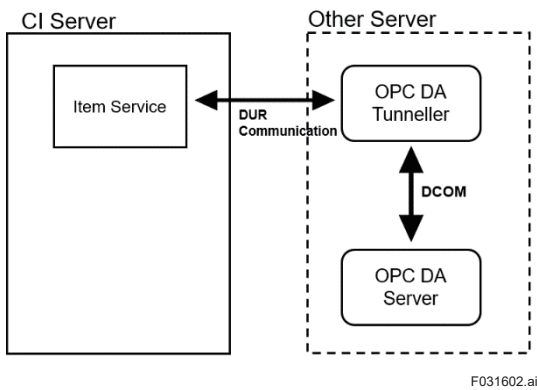 CI Server
Other Server
Item Service
DUR
Communication
OPC DA
Tunneller
DCOM
OPC DA
Server
F031602.ai